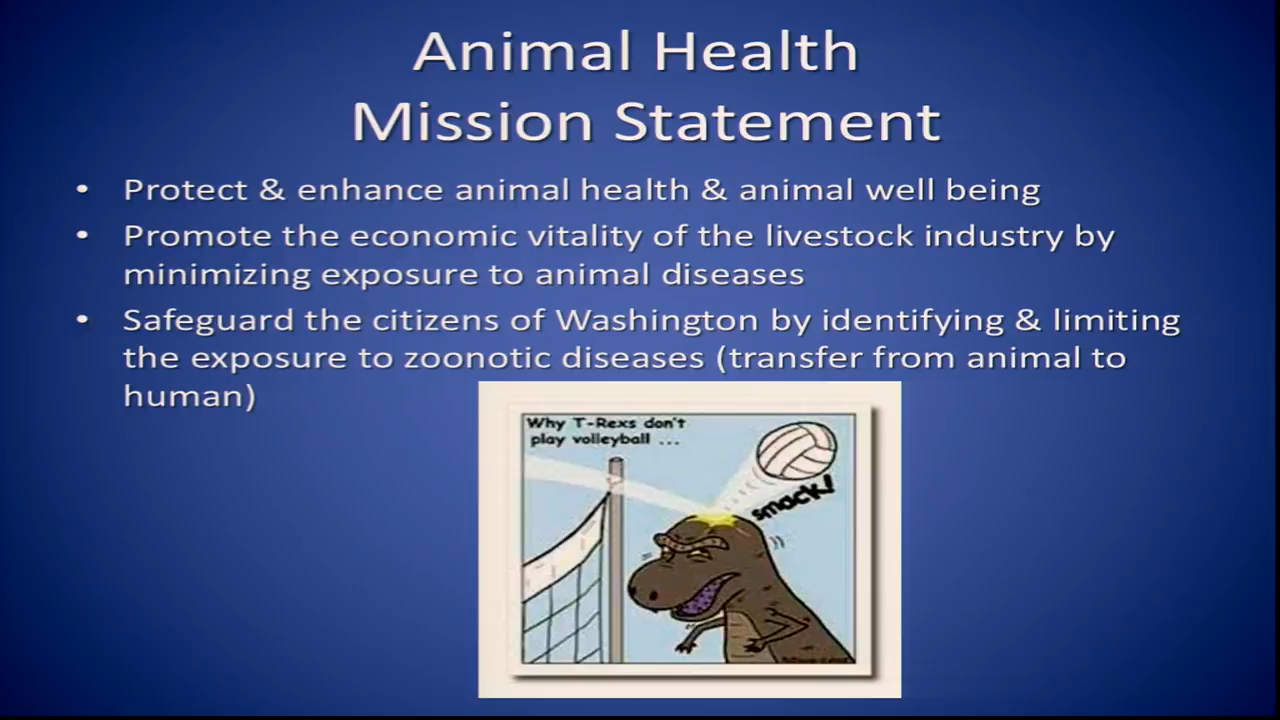 Animal Health
Mission Statement
• Protect & enhance animal health & animal well being
• Promote the economic vitality of the livestock industry by
minimizing exposure to animal diseases
• Safeguard the citizens of Washington by identifying & limiting
the exposure to zoonotic diseases (transfer from animal to
human)
Why T-Rexs don't
play volleyball ...
smack!